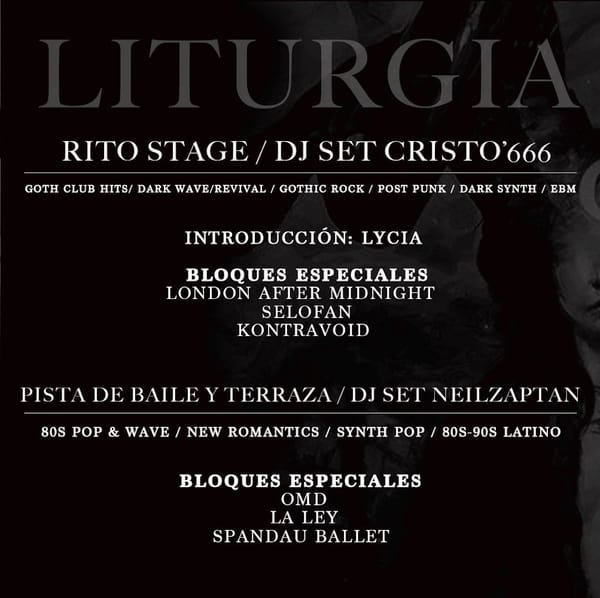 LITURGIA
RITO STAGE / DJ SET CRISTO'666
GOTH CLUB HITS/ DARK WAVE/REVIVAL / GOTHIC ROCK / POST PUNK / DARK SYNTH / EBM
INTRODUCCIÓN: LYCIA
BLOQUES ESPECIALES
LONDON AFTER MIDNIGHT
SELOFAN
KONTRAVOID
PISTA DE BAILE Y TERRAZA / DJ SET NEILZAPTAN
80S POP & WAVE / NEW ROMANTICS / SYNTH POP / 80S-90S LATINO
BLOQUES ESPECIALES
OMD
LA LEY
SPANDAU BALLET